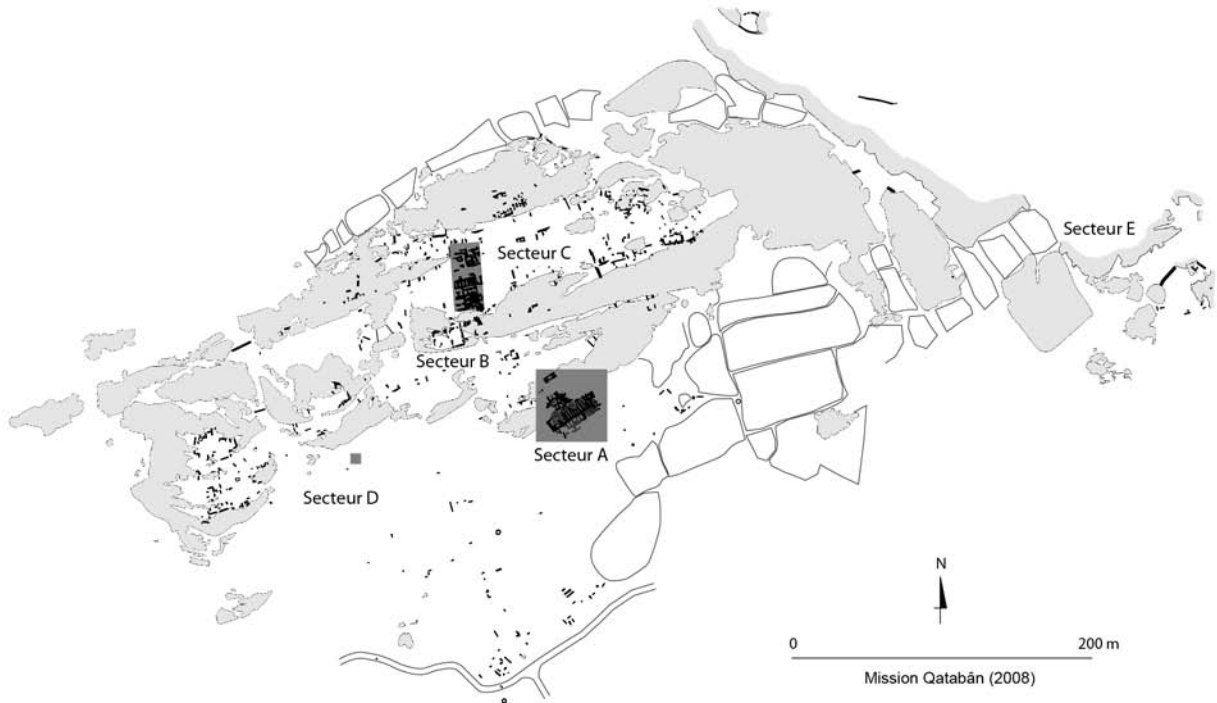 Secteur E
Secteur C
Secteur B
Secteur A
Secteur D
N
0 200 m
Mission Qatabân (2008)